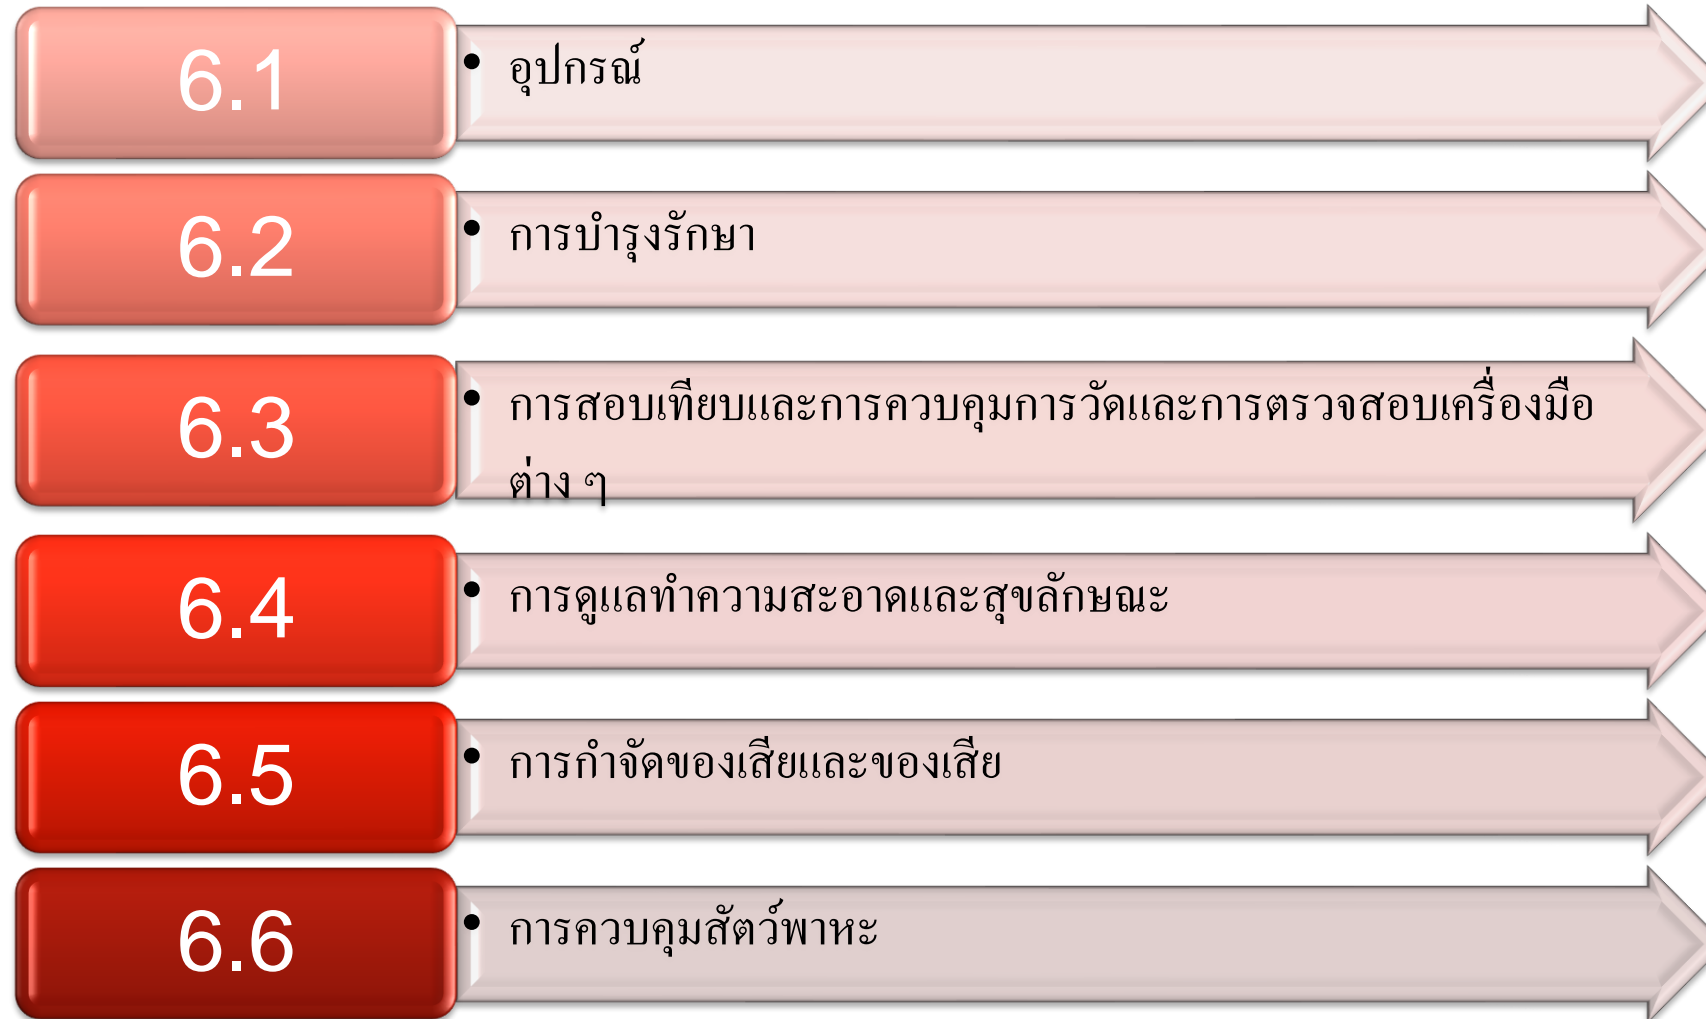 6.1
• อุปกรณ์
6.2
• การบำรุงรักษา
6.3
• การสอบเทียบและการควบคุมการวัดและการตรวจสอบเครื่องมือ
ต่าง ๆ
6.4
• การดูแลทำความสะอาดและสุขลักษณะ
6.5
• การกำจัดของเสียและของเสีย
6.6
• การควบคุมสัตว์พาหะ